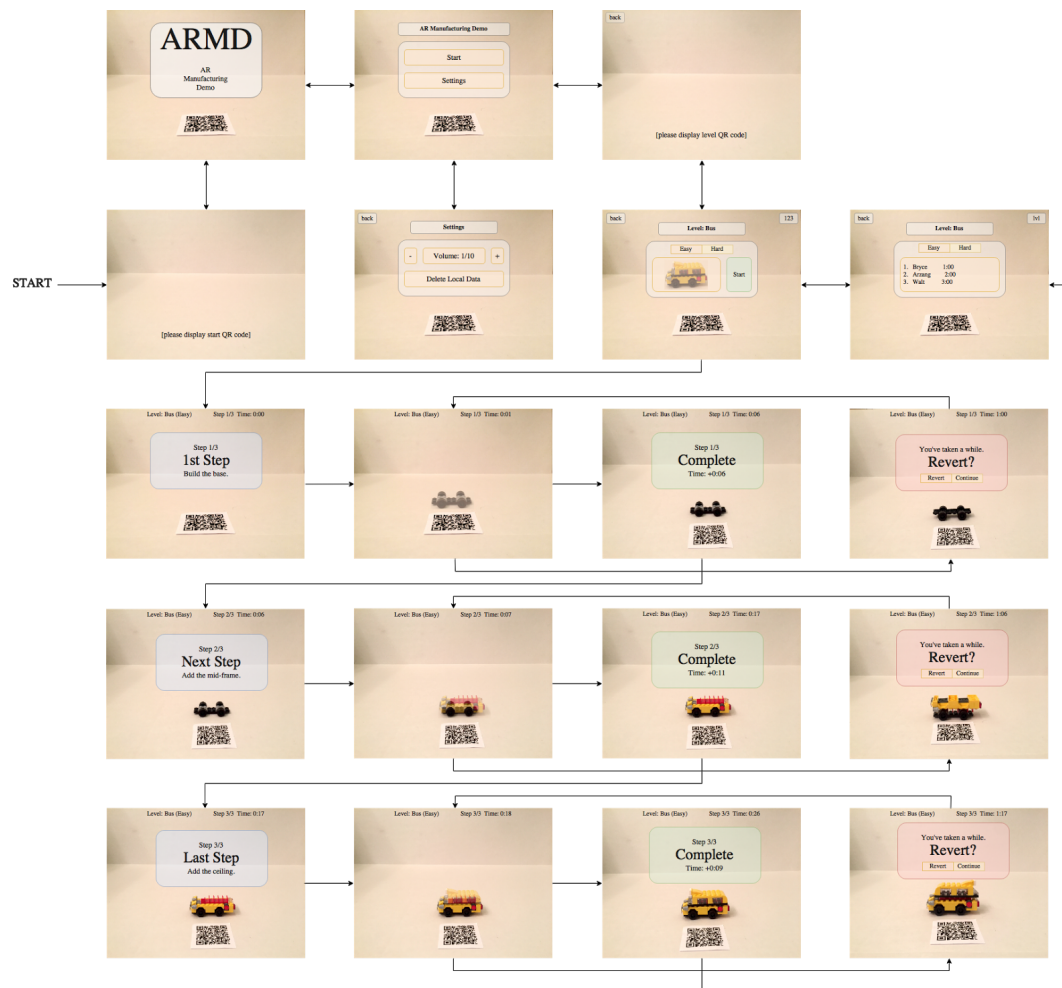 ARMD
AR
Manufacturing
Demo
AR Manufacturing Demo
Start
Settings
back
[please display level QR code]
START
[please display start QR code]
back
Settings
-
Volume: 1/10
+
Delete Local Data
back
123
Level: Bus
Easy Hard
Start
back
lvl
Level: Bus
Easy Hard
1. Bryce 1:00
2. Arrang 2:00
3. Walt 3:00
Level: Bus (Easy) Step 1/3 Time: 0:00
Step 1/3
1st Step
Build the base.
Level: Bus (Easy) Step 1/3 Time: 0:01
Level: Bus (Easy) Step 1/3 Time: 0:06
Step 1/3
Complete
Time: +0:06
Level: Bus (Easy) Step 1/3 Time: 1:00
You've taken a while.
Revert?
Revert Continue
Level: Bus (Easy) Step 2/3 Time: 0:06
Step 2/3
Next Step
Add the mid-frame.
Level: Bus (Easy) Step 2/3 Time: 0:07
Level: Bus (Easy) Step 2/3 Time: 0:17
Step 2/3
Complete
Time: +0:11
Level: Bus (Easy) Step 2/3 Time: 1:06
You've taken a while.
Revert?
Revert Continue
Level: Bus (Easy) Step 3/3 Time: 0:17
Step 3/3
Last Step
Add the ceiling.
Level: Bus (Easy) Step 3/3 Time: 0:18
Level: Bus (Easy) Step 3/3 Time: 0:26
Step 3/3
Complete
Time: +0:09
Level: Bus (Easy) Step 3/3 Time: 1:17
You've taken a while.
Revert?
Revert Continue